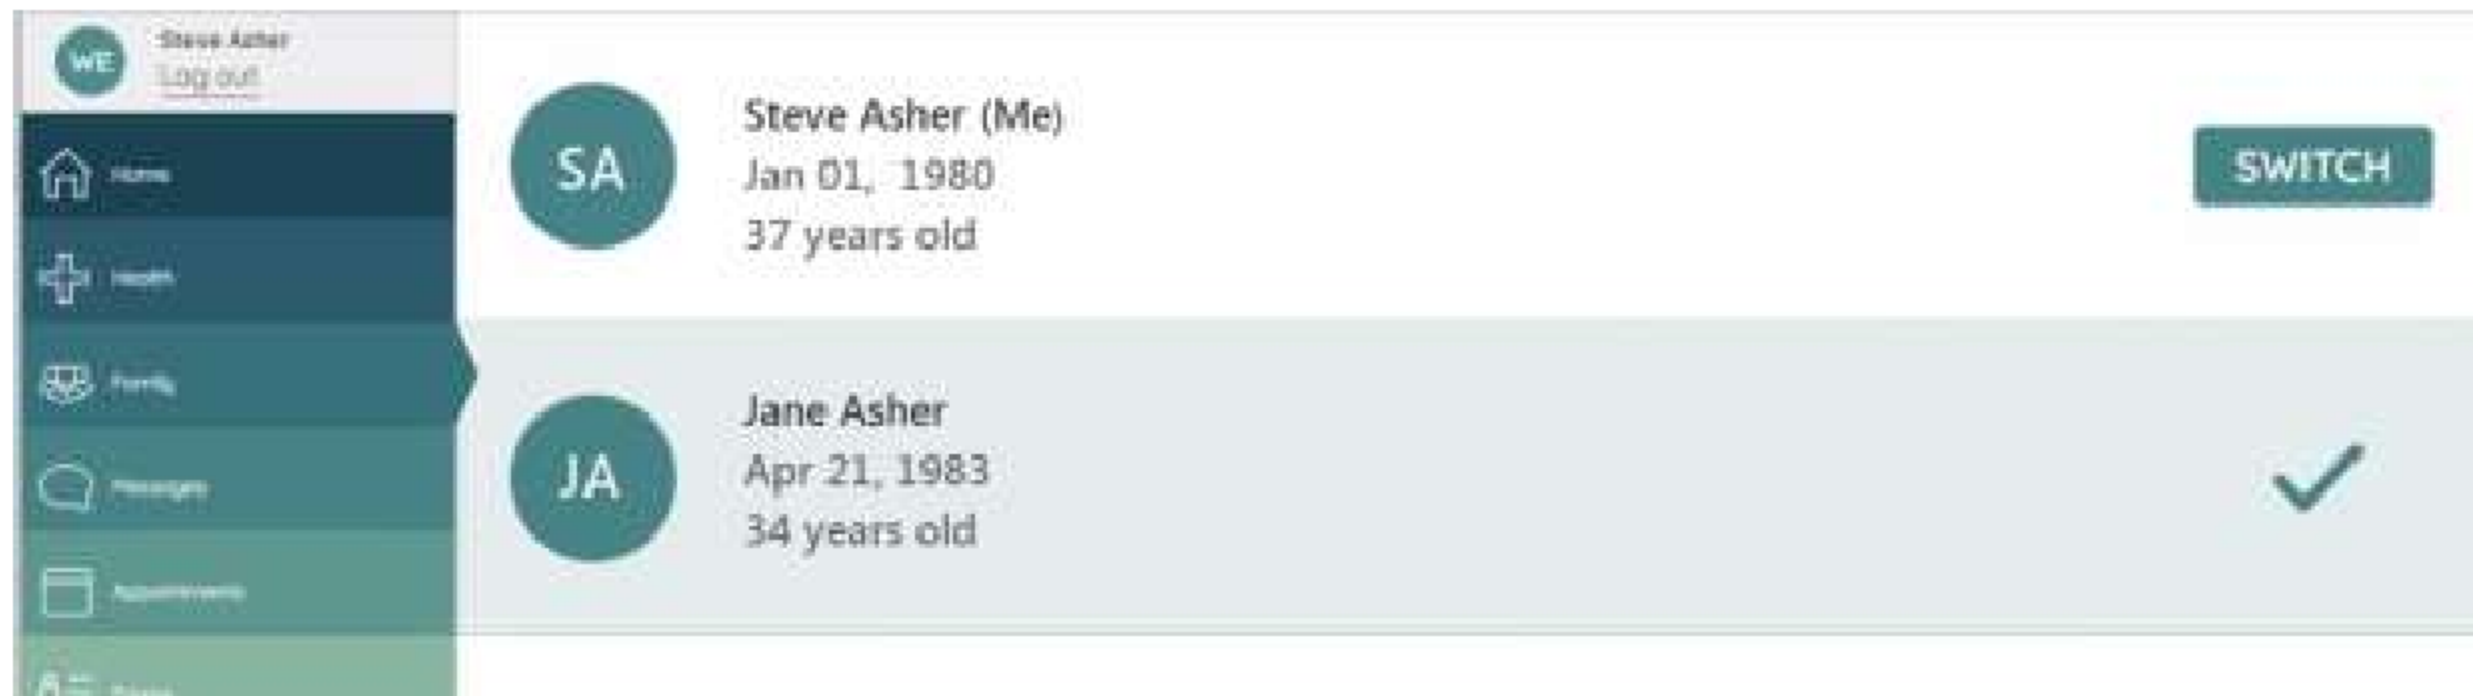 WE
Steve Asher
Log out
Home
Health
Family
Messages
Appointments
SA
Steve Asher (Me)
Jan 01, 1980
37 years old
SWITCH
JA
Jane Asher
Apr 21, 1983
34 years old